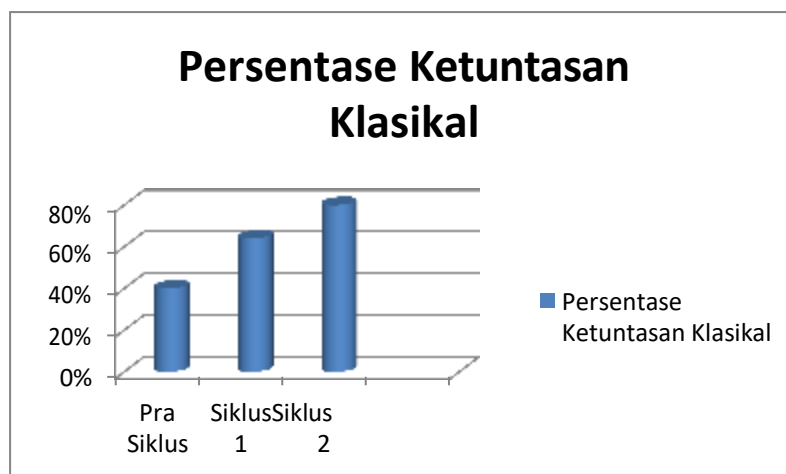 Persentase Ketuntasan
Klasikal
80%
60%
40%
20%
0%
Pra
Siklus
Siklus
1
Siklus
2
Persentase
Ketuntasan Klasikal